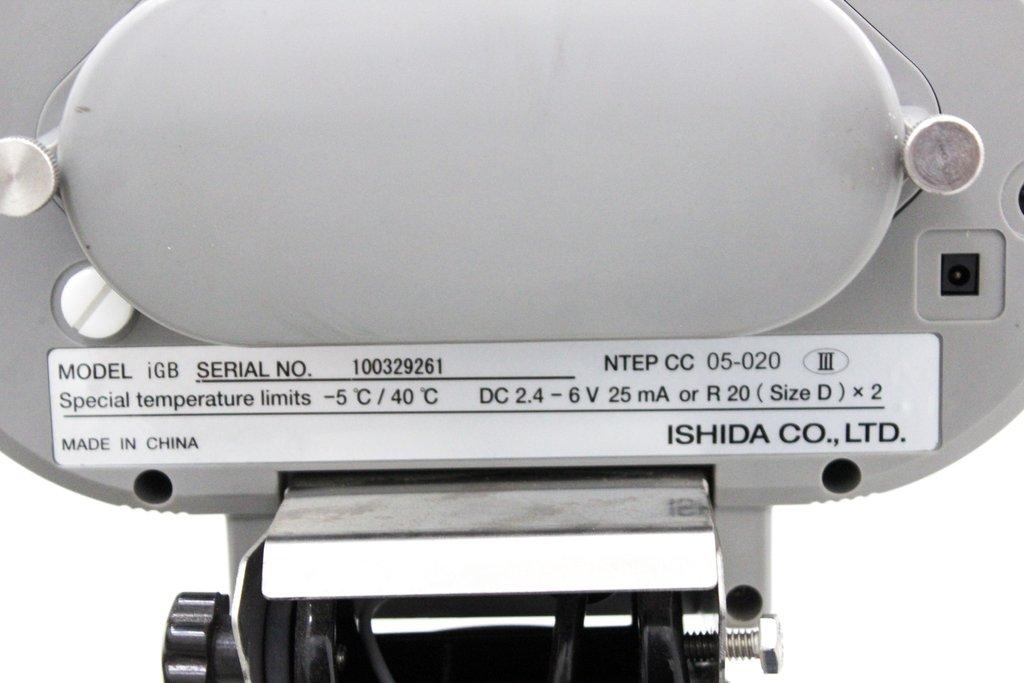 MODEL iGB SERIAL NO. 100329261 NTEP CC 05-020 III
Special temperature limits -5 ℃ / 40 ℃ DC 2.4 - 6 V 25 mA or R 20 ( Size D ) × 2
MADE IN CHINA ISHIDA CO., LTD.